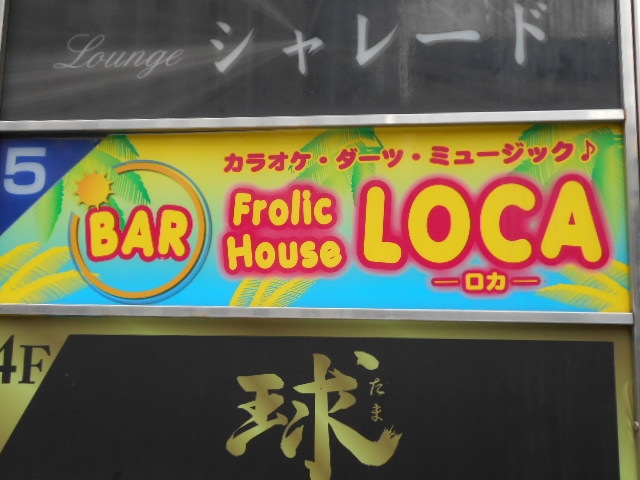 Lounge シャレード
5
カラオケ・ダーツ・ミュージック♪
BAR
Frolic
House
LOCA
ーロカー
4F
球
たま